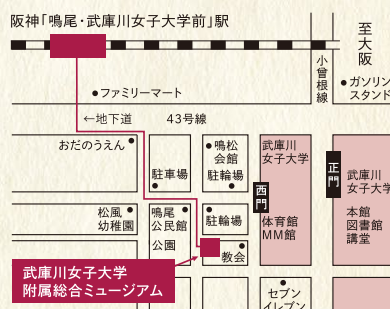 阪神「鳴尾・武庫川女子大学前」駅
至大阪
小曾根線
●ガソリン
スタンド
●ファミリーマート
←地下道
43号線
おだのうえん●
駐車場
●鳴松
会館
駐輪場
武庫川
女子大学
正門
武庫川
女子大学
西門
松風
幼稚園
鳴尾
公民館
公園
駐輪場
体育館
MM館
本館
図書館
講堂
教会
武庫川女子大学
附属総合ミュージアム
セブン
イレブン